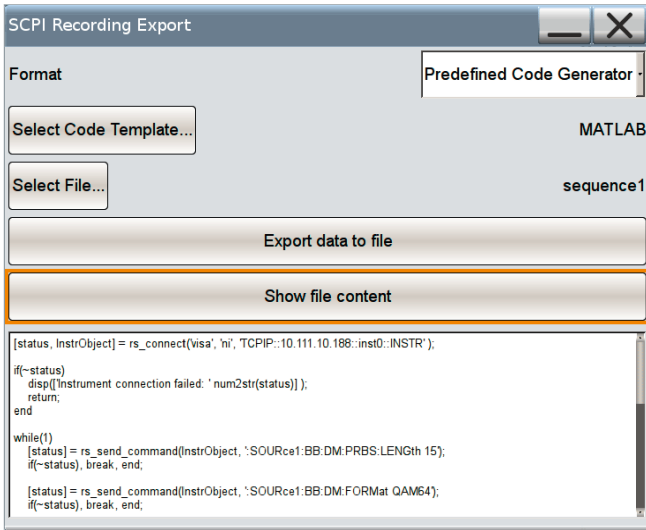 SCPI Recording Export
Format Predefined Code Generator
Select Code Template... MATLAB
Select File... sequence1
Export data to file
Show file content
[status, InstrObject] = rs_connect('visa', 'ni', 'TCPIP::10.111.10.188::inst0::INSTR' );
if(~status)
disp(['Instrument connection failed: ' num2str(status)] );
return;
end
while(1)
[status] = rs_send_command(InstrObject, ':SOURce1:BB:DM:PRBS:LENGth 15');
if(~status), break, end;
[status] = rs_send_command(InstrObject, ':SOURce1:BB:DM:FORMat QAM64');
if(~status), break, end;